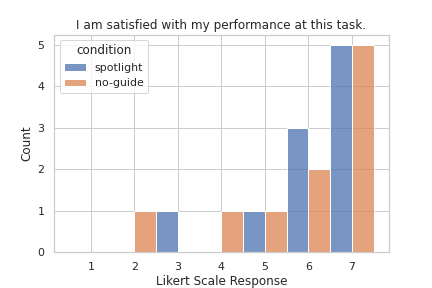 I am satisfied with my performance at this task.
condition
spotlight
no-guide
5
4
3
2
1
0
Count
1 2 3 4 5 6 7
Likert Scale Response